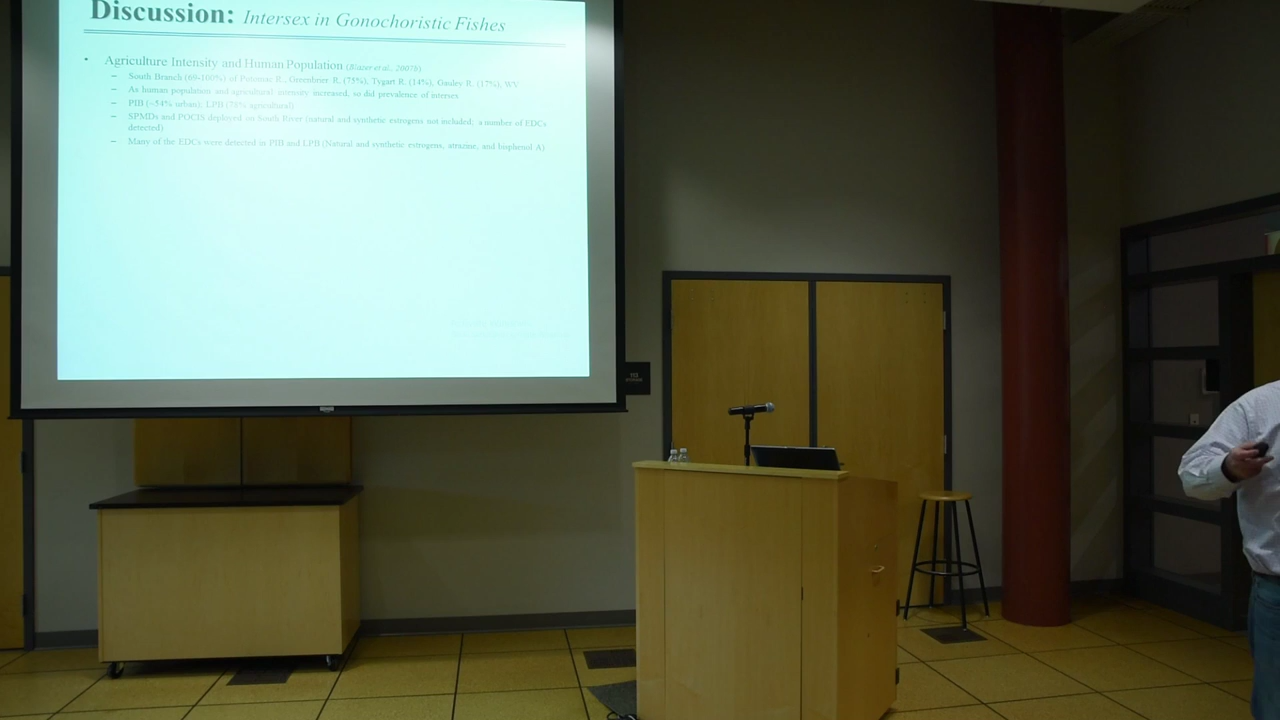 Discussion: Intersex in Gonochoristic Fishes
• Agriculture Intensity and Human Population (Blazer et al., 2007b)
– South Branch (69-100%) of Potomac R., Greenbrier R. (75%), Tygart R. (14%), Gauley R. (17%), WV
– As human population and agricultural intensity increased, so did prevalence of intersex
– PIB (~54% urban); LPB (78% agricultural)
– SPMDs and POCIS deployed on South River (natural and synthetic estrogens not included; a number of EDCs
detected)
– Many of the EDCs were detected in PIB and LPB (Natural and synthetic estrogens, atrazine, and bisphenol A)